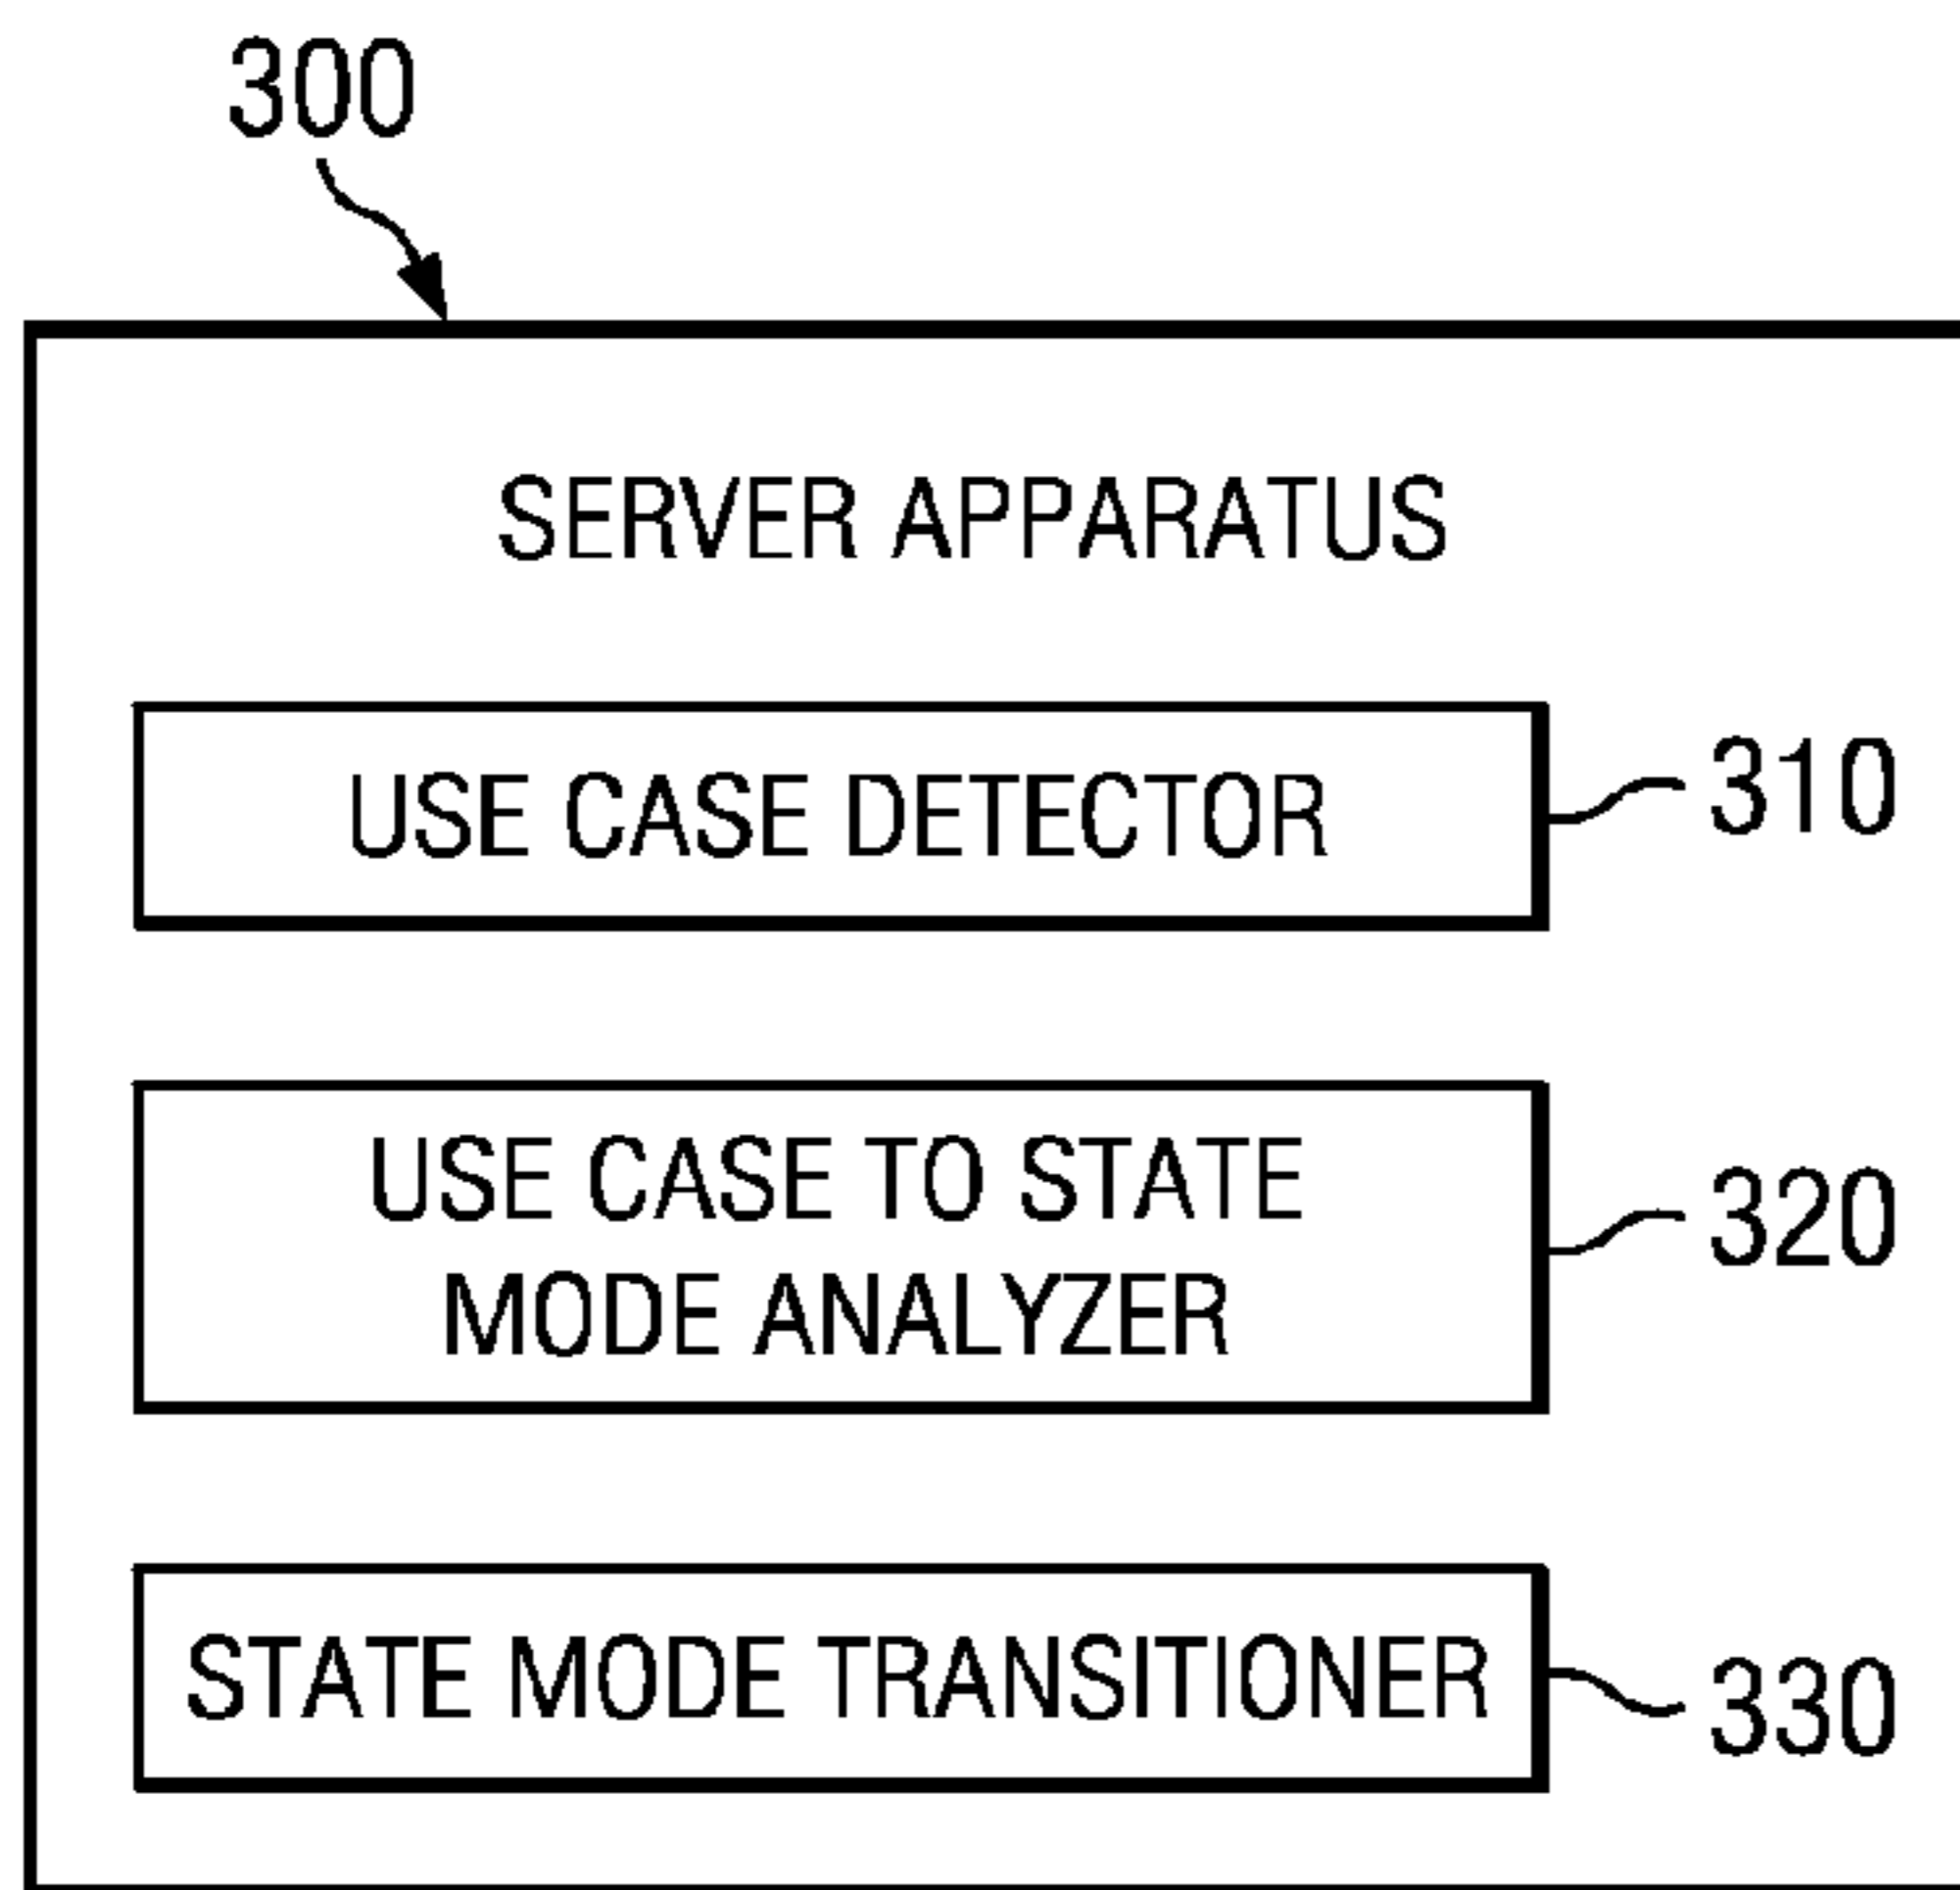 300
SERVER APPARATUS
USE CASE DETECTOR
310
USE CASE TO STATE
MODE ANALYZER
320
STATE MODE TRANSITIONER
330